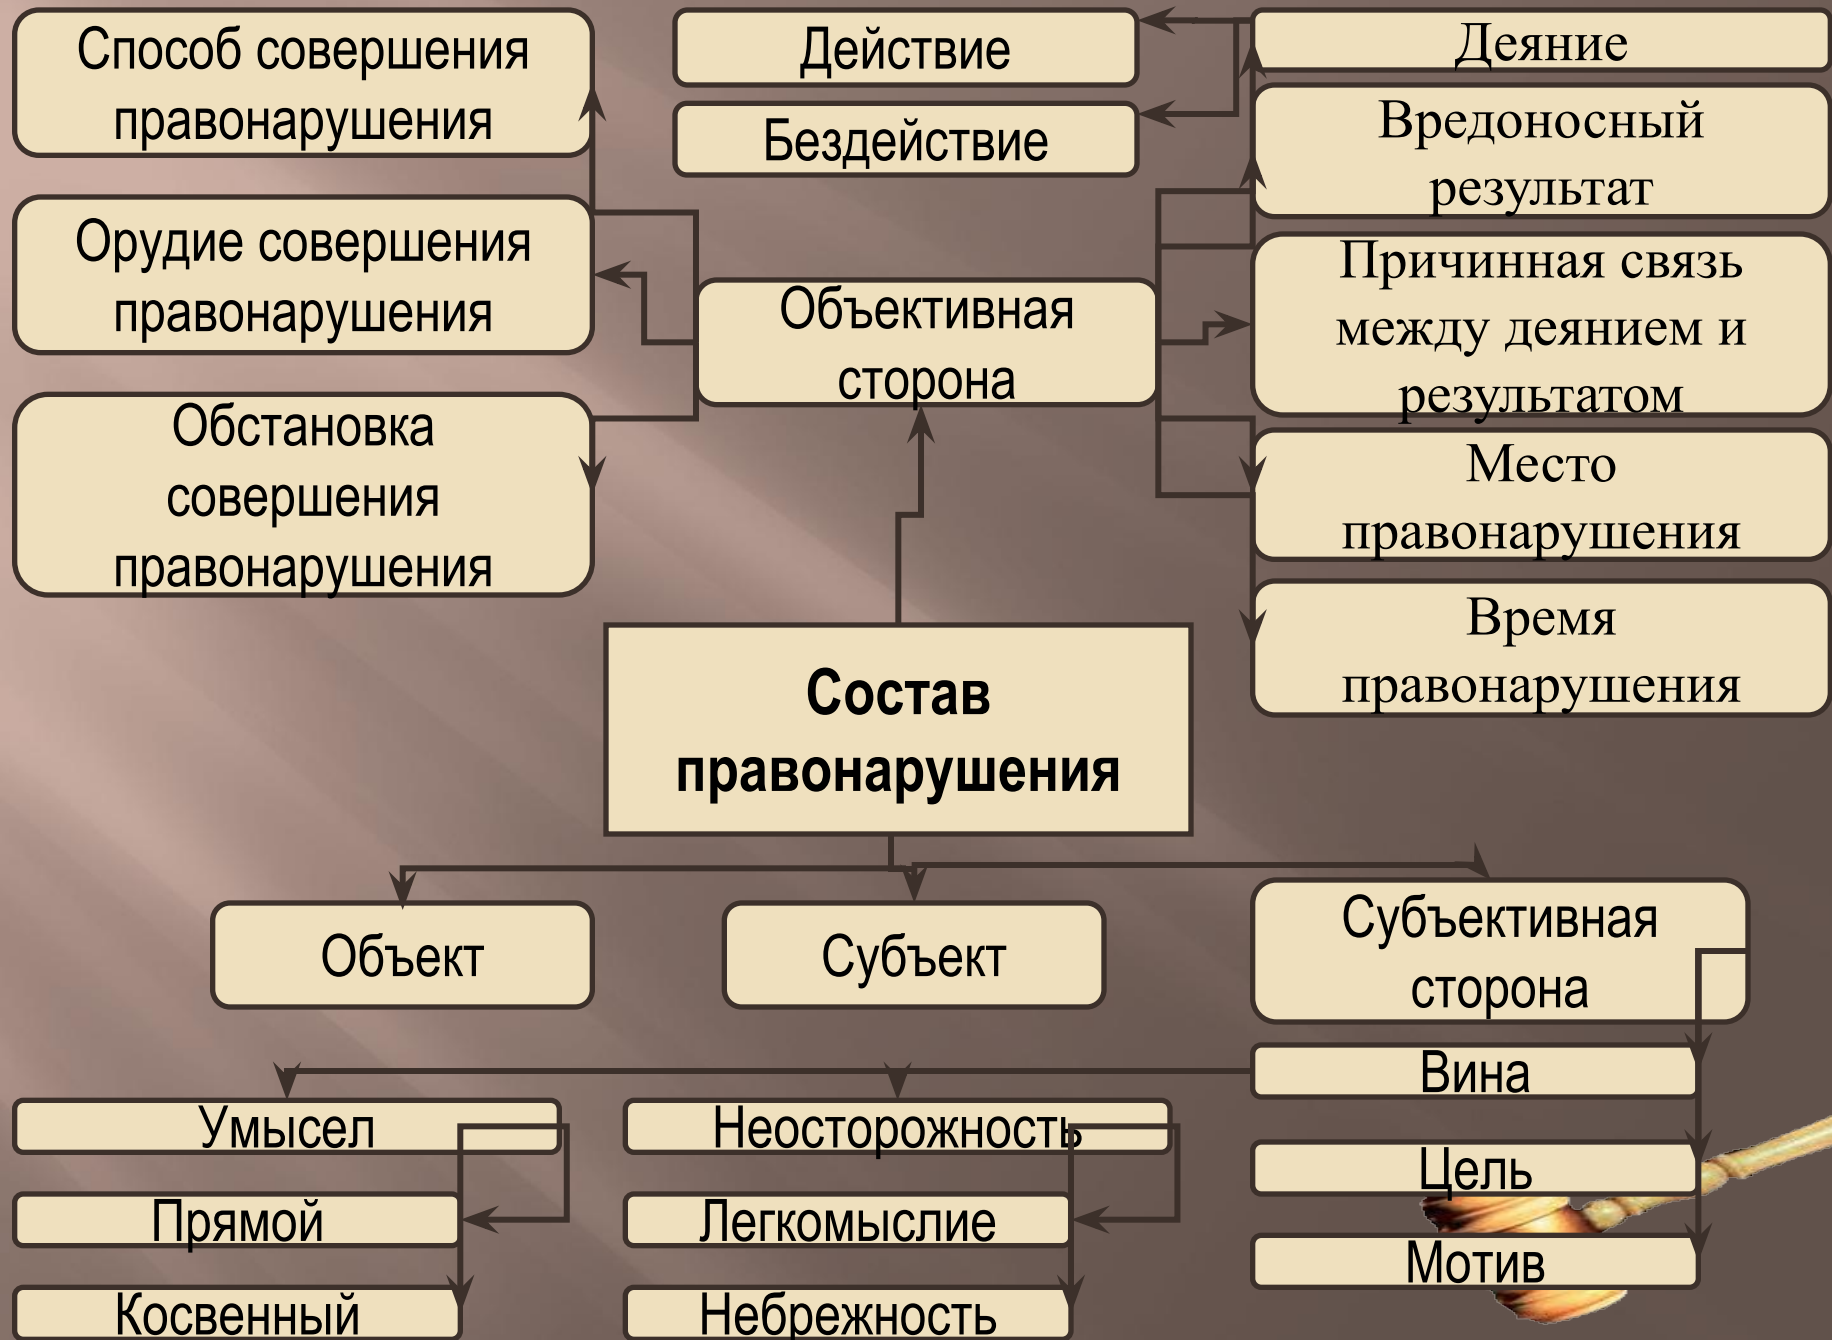 Способ совершения
правонарушения
Действие
Бездействие
Деяние
Вредоносный
результат
Орудие совершения
правонарушения
Объективная
сторона
Причинная связь
между деянием и
результатом
Обстановка
совершения
правонарушения
Место
правонарушения
Время
правонарушения
Состав
правонарушения
Объект
Субъект
Субъективная
сторона
Вина
Умысел
Неосторожность
Цель
Прямой
Легкомыслие
Мотив
Косвенный
Небрежность